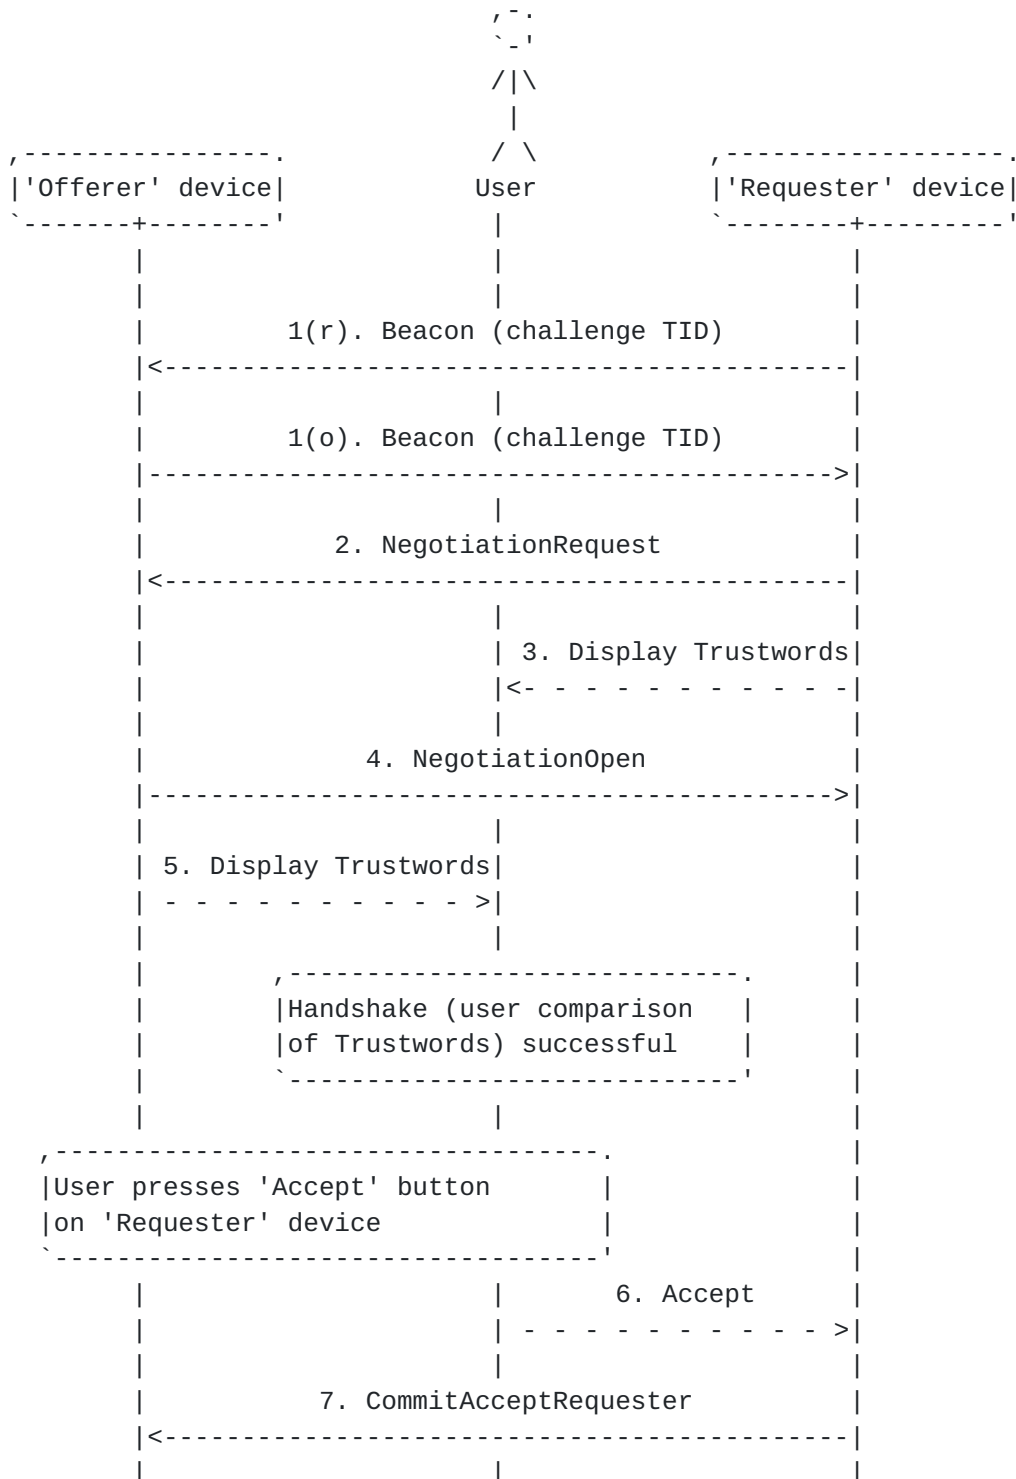 'Offerer' device User 'Requester' device
1(r). Beacon (challenge TID)
1(o). Beacon (challenge TID)
2. NegotiationRequest
3. Display Trustwords
4. NegotiationOpen
5. Display Trustwords
Handshake (user comparison
of Trustwords) successful
User presses 'Accept' button
on 'Requester' device
6. Accept
7. CommitAcceptRequester